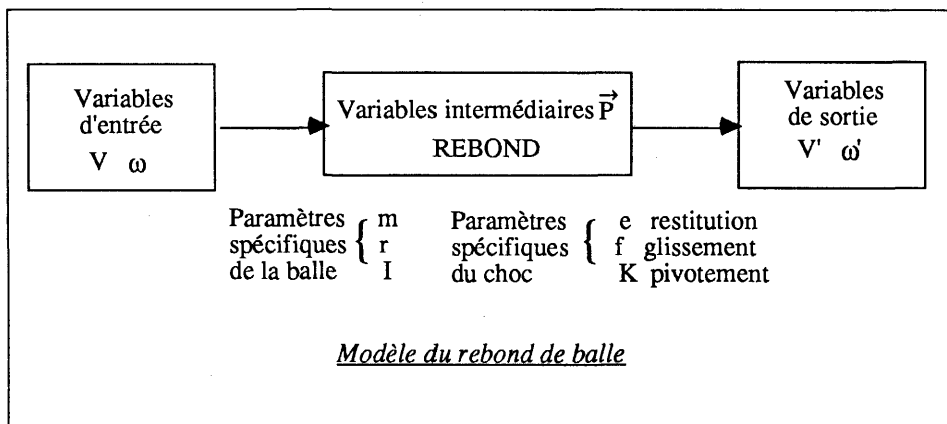 Variables
d'entrée
V ω
Variables intermédiaires P
REBOND
Variables
de sortie
V' ω'
Paramètres
spécifiques
de la balle
{ m
r
I
Paramètres
spécifiques
du choc
{ e restitution
f glissement
K pivotement
Modèle du rebond de balle